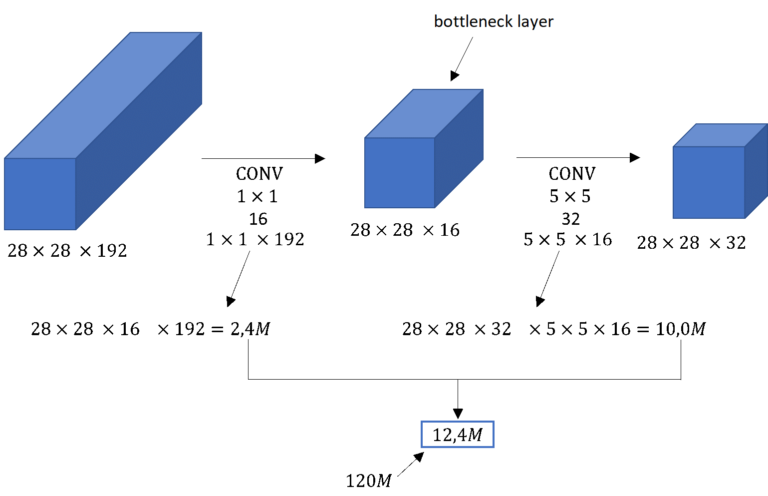 bottleneck layer
CONV
1 × 1
16
1 × 1 × 192
CONV
5 × 5
32
5 × 5 × 16
28 × 28 × 192
28 × 28 × 16
28 × 28 × 32
28 × 28 × 16 × 192 = 2,4M
28 × 28 × 32 × 5 × 5 × 16 = 10,0M
12,4M
120M